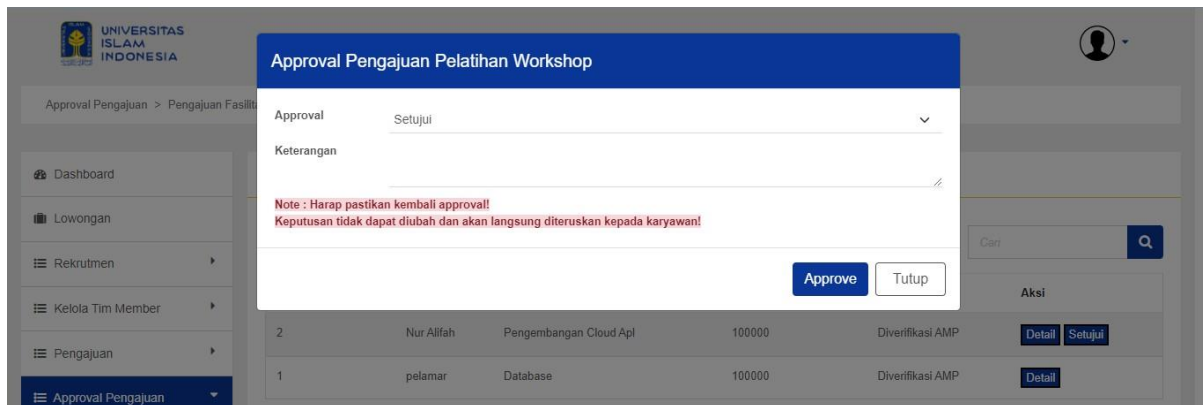 UNIVERSITAS
ISLAM
INDONESIA
Approval Pengajuan Pelatihan Workshop
Approval Pengajuan > Pengajuan Fasilita
Approval
Setujui
Keterangan
Note : Harap pastikan kembali approval!
Keputusan tidak dapat diubah dan akan langsung diteruskan kepada karyawan!
Approve Tutup
Dashboard
Lowongan
Rekrutmen
Kelola Tim Member
Pengajuan
Approval Pengajuan
Cari
Aksi
2 Nur Alifah Pengembangan Cloud Apl 100000 Diverifikasi AMP Detail Setujui
1 pelamar Database 100000 Diverifikasi AMP Detail